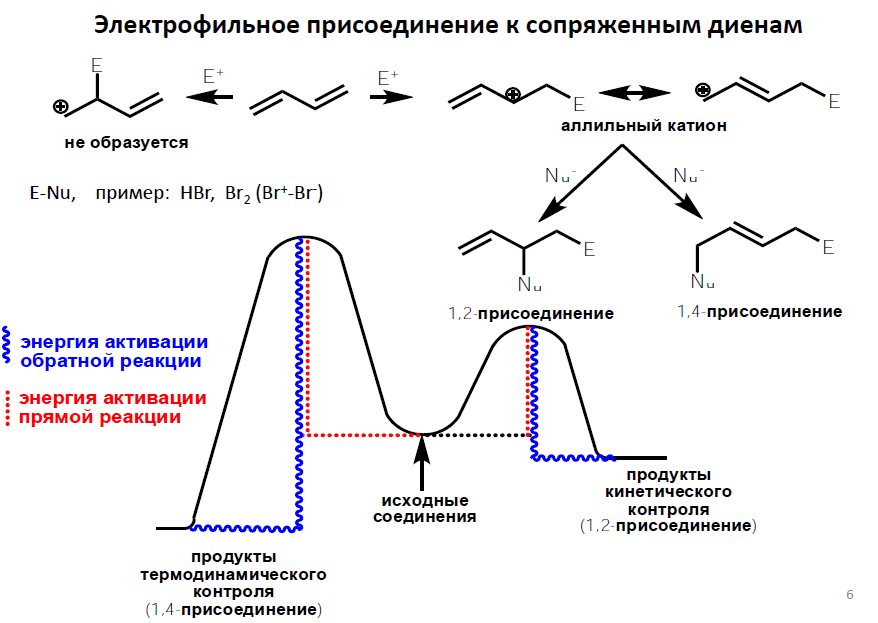 Электрофильное присоединение к сопряженным диенам
E
E⁺
E⁺
⊕
⊕
E
⊕
E
не образуется
аллильный катион
E-Nu, пример: HBr, Br₂ (Br⁺-Br⁻)
Nu⁻
Nu⁻
E
Nu
1,2-присоединение
E
Nu
1,4-присоединение
энергия активации
обратной реакции
энергия активации
прямой реакции
исходные
соединения
продукты
кинетического
контроля
(1,2-присоединение)
продукты
термодинамического
контроля
(1,4-присоединение)
6